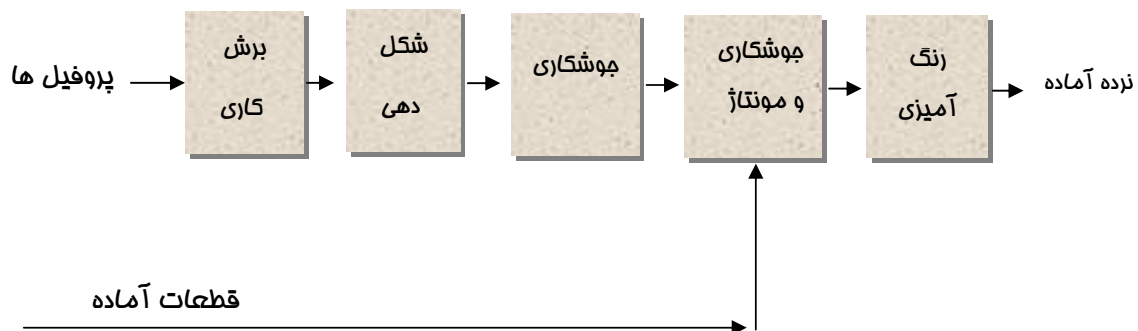 پروفیل ها
برش
کاری
شکل
دهی
جوشکاری
جوشکاری
و مونتاژ
رنگ
آمیزی
نرده آماده
قطعات آماده